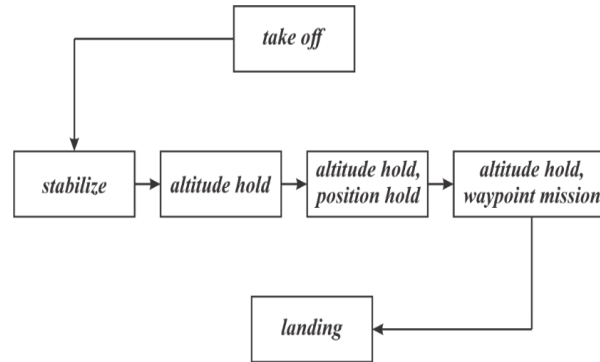 take off
stabilize
altitude hold
altitude hold,
position hold
altitude hold,
waypoint mission
landing